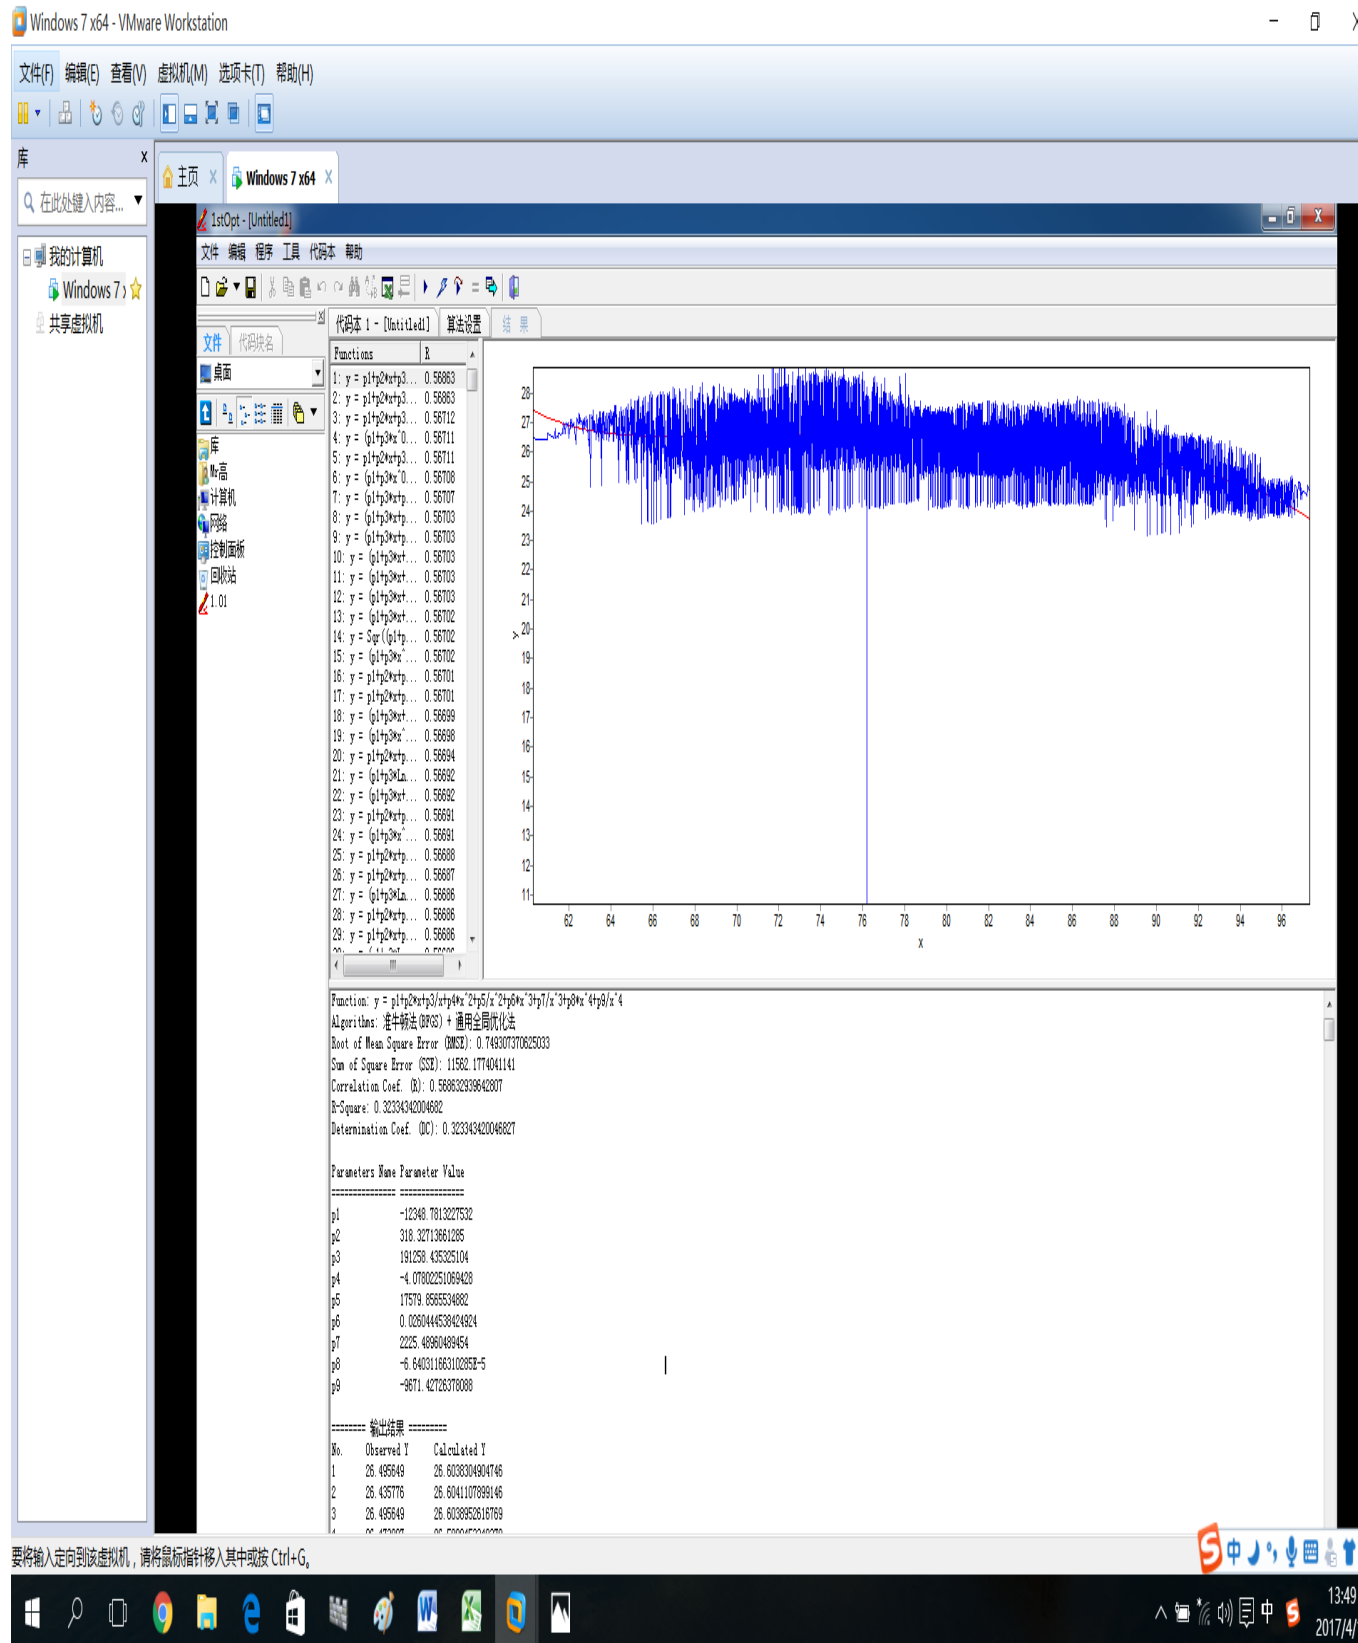 Windows 7 x64 - VMware Workstation
文件(F) 编辑(E) 查看(V) 虚拟机(M) 选项卡(T) 帮助(H)
库 x
主页 × Windows 7 x64 ×
在此处键入内容...
我的计算机
Windows 7
共享虚拟机
1stOpt - [Untitled1]
文件 编辑 程序 工具 代码本 帮助
文件 代码块名
桌面
库
Mr高
计算机
网络
控制面板
回收站
1.01
代码本 1 - [Untitled1] 算法设置 结 果
Functions R
1: y = p1+p2*x+p3... 0.56863
2: y = p1+p2*x+p3... 0.56863
3: y = p1+p2*x+p3... 0.56712
4: y = (p1+p3*x^0... 0.56711
5: y = p1+p2*x+p3... 0.56711
6: y = (p1+p3*x^0... 0.56708
7: y = (p1+p3*x+p... 0.56707
8: y = (p1+p3*x+p... 0.56703
9: y = (p1+p3*x+p... 0.56703
10: y = (p1+p3*x+... 0.56703
11: y = (p1+p3*x+... 0.56703
12: y = (p1+p3*x+... 0.56703
13: y = (p1+p3*x+... 0.56702
14: y = Sqr((p1+p... 0.56702
15: y = (p1+p3*x^... 0.56702
16: y = p1+p2*x+p... 0.56701
17: y = p1+p2*x+p... 0.56701
18: y = (p1+p3*x+... 0.56699
19: y = (p1+p3*x^... 0.56698
20: y = p1+p2*x+p... 0.56694
21: y = (p1+p3*Ln... 0.56692
22: y = (p1+p3*x+... 0.56692
23: y = p1+p2*x+p... 0.56691
24: y = (p1+p3*x^... 0.56691
25: y = p1+p2*x+p... 0.56688
26: y = p1+p2*x+p... 0.56687
27: y = (p1+p3*Ln... 0.56686
28: y = p1+p2*x+p... 0.56686
29: y = p1+p2*x+p... 0.56686
28
27
26
25
24
23
22
21
20
19
18
17
16
15
14
13
12
11
y
62 64 66 68 70 72 74 76 78 80 82 84 86 88 90 92 94 96
x
Function: y = p1+p2*x+p3/x+p4*x^2+p5/x^2+p6*x^3+p7/x^3+p8*x^4+p9/x^4
Algorithms: 准牛顿法(BFGS) + 通用全局优化法
Root of Mean Square Error (RMSE): 0.749307370625033
Sum of Square Error (SSE): 11562.1774041141
Correlation Coef. (R): 0.568632939642807
R-Square: 0.32334342004682
Determination Coef. (DC): 0.323343420046827
Parameters Name Parameter Value
=============== ===============
p1 -12348.7813227532
p2 318.32713661285
p3 191258.435325104
p4 -4.07802251069428
p5 17579.8565534882
p6 0.0260444538424924
p7 2225.48960489454
p8 -6.64031166310285E-5
p9 -9671.42726378088
======== 输出结果 =========
No. Observed Y Calculated Y
1 26.495649 26.6038304904746
2 26.435776 26.6041107899146
3 26.495649 26.6038952616769
要将输入定向到该虚拟机，请将鼠标指针移入其中或按 Ctrl+G。
中
中
13:49
2017/4/